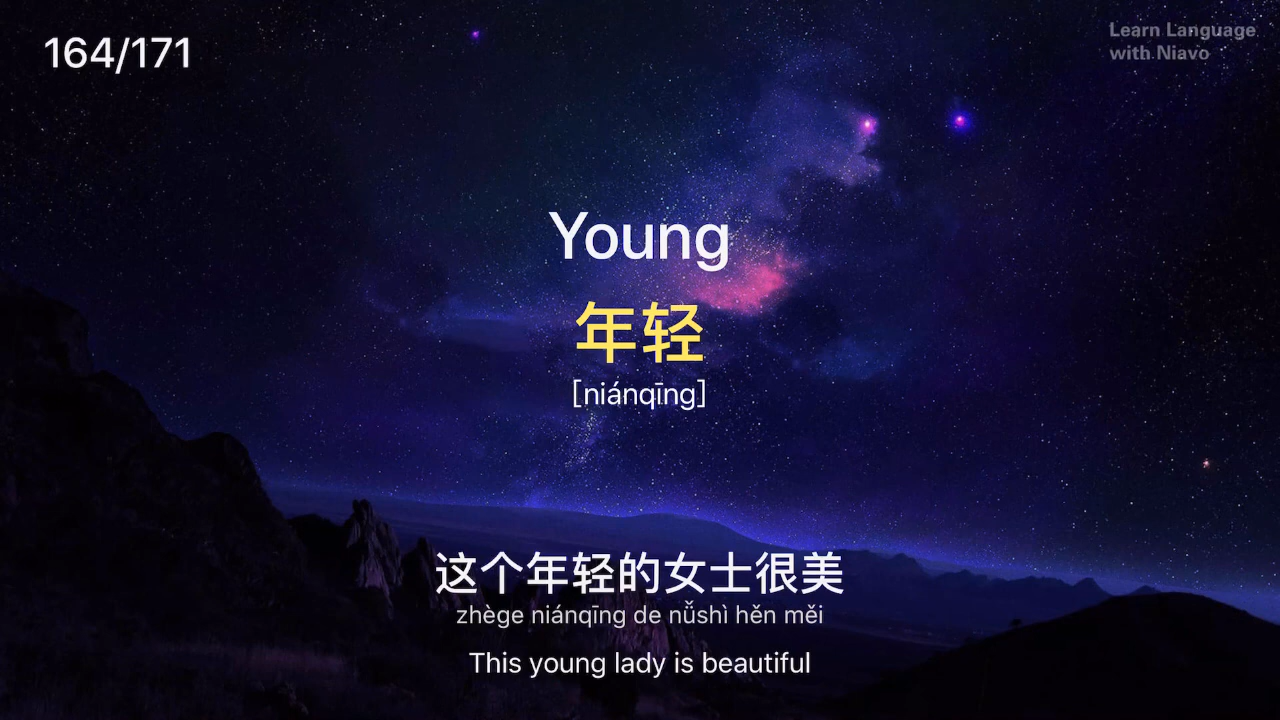 164/171
Learn Language
with Niavo
Young
年轻
[niánqīng]
这个年轻的女士很美
zhège niánqīng de nǚshì hěn měi
This young lady is beautiful